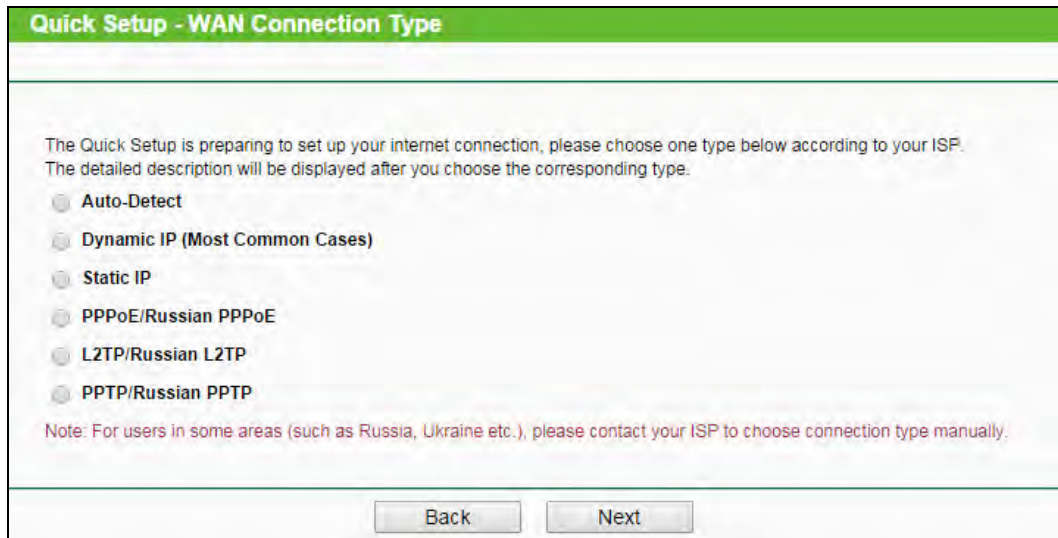 Quick Setup - WAN Connection Type
The Quick Setup is preparing to set up your internet connection, please choose one type below according to your ISP.
The detailed description will be displayed after you choose the corresponding type.
Auto-Detect
Dynamic IP (Most Common Cases)
Static IP
PPPoE/Russian PPPoE
L2TP/Russian L2TP
PPTP/Russian PPTP
Note: For users in some areas (such as Russia, Ukraine etc.), please contact your ISP to choose connection type manually.
Back Next